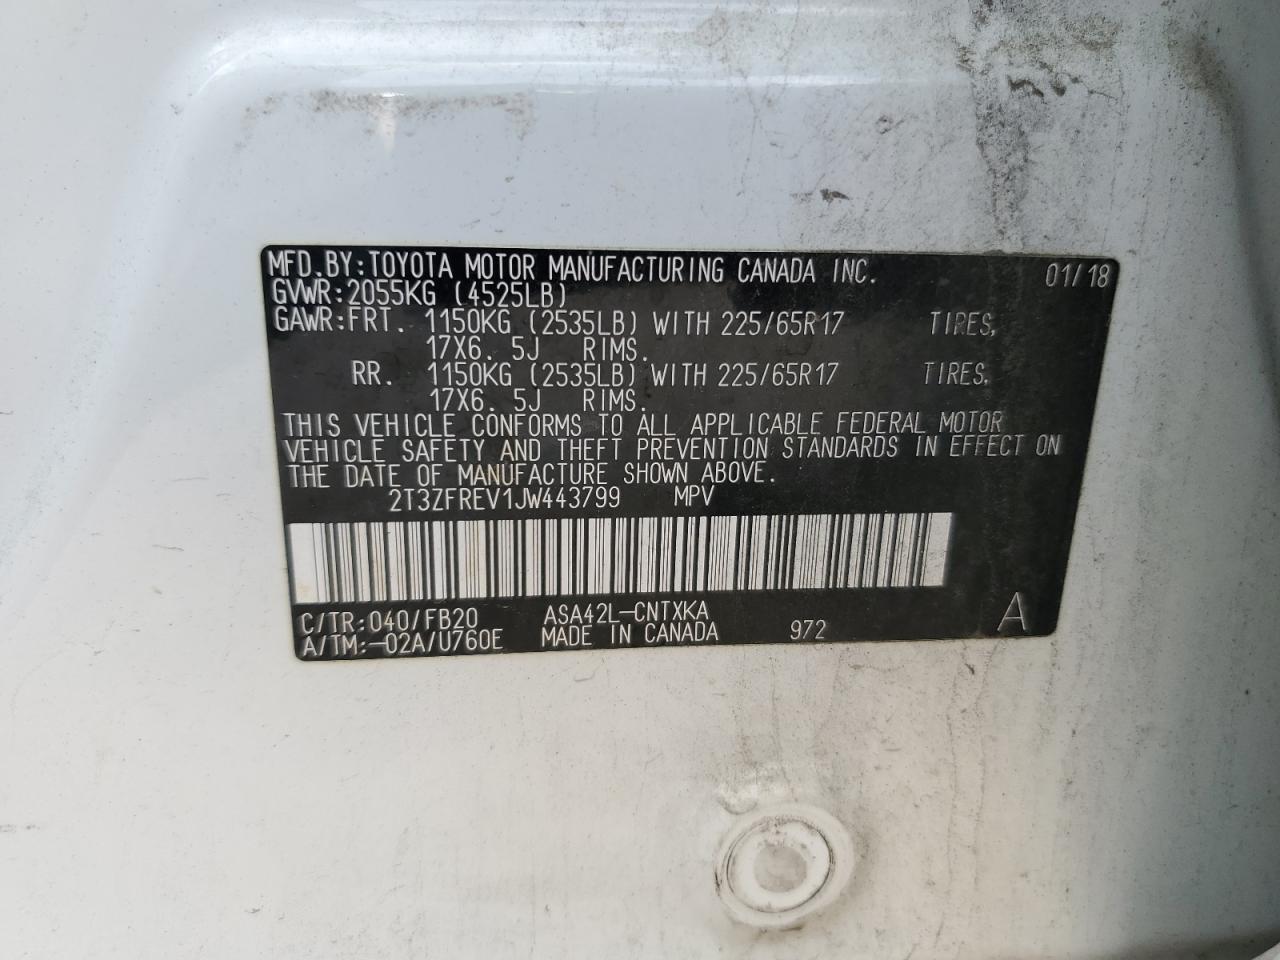 MFD.BY:TOYOTA MOTOR MANUFACTURING CANADA INC. 01/18
GVWR:2055KG (4525LB)
GAWR:FRT. 1150KG (2535LB) WITH 225/65R17 TIRES,
17X6. 5J RIMS.
RR. 1150KG (2535LB) WITH 225/65R17 TIRES,
17X6. 5J RIMS.
THIS VEHICLE CONFORMS TO ALL APPLICABLE FEDERAL MOTOR
VEHICLE SAFETY AND THEFT PREVENTION STANDARDS IN EFFECT ON
THE DATE OF MANUFACTURE SHOWN ABOVE.
2T3ZFREV1JW443799 MPV
C/TR:040/FB20 ASA42L-CNTXKA
A/TM:-02A/U760E MADE IN CANADA 972 A